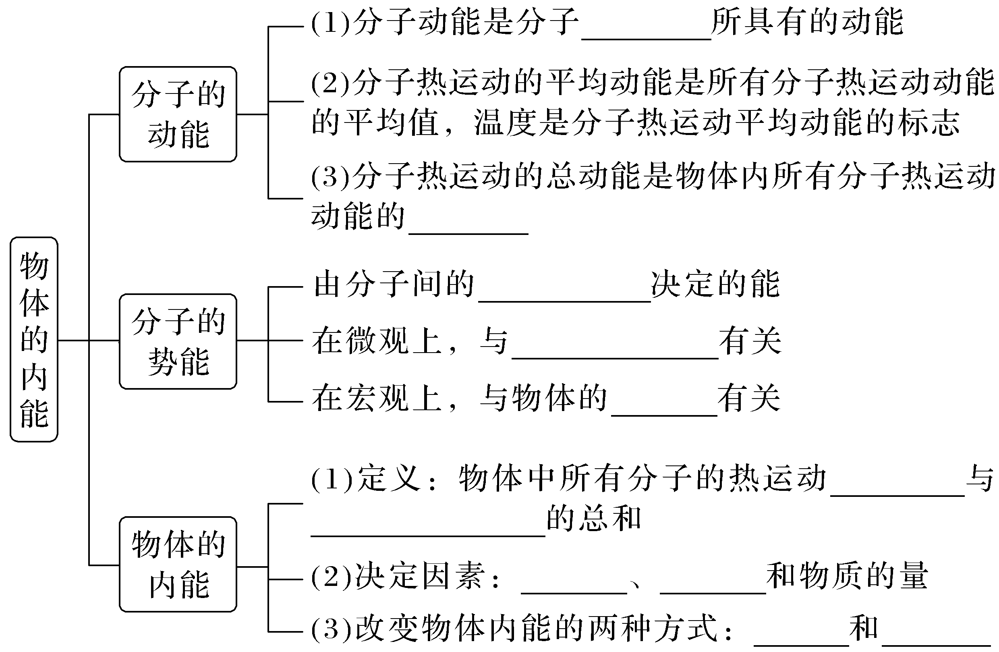 物体的内能
分子的
动能
(1)分子动能是分子________所具有的动能
(2)分子热运动的平均动能是所有分子热运动动能
的平均值，温度是分子热运动平均动能的标志
(3)分子热运动的总动能是物体内所有分子热运动
动能的________
分子的
势能
由分子间的________决定的能
在微观上，与________有关
在宏观上，与物体的________有关
物体的
内能
(1)定义：物体中所有分子的热运动________与
________的总和
(2)决定因素：________、________和物质的量
(3)改变物体内能的两种方式：________和________